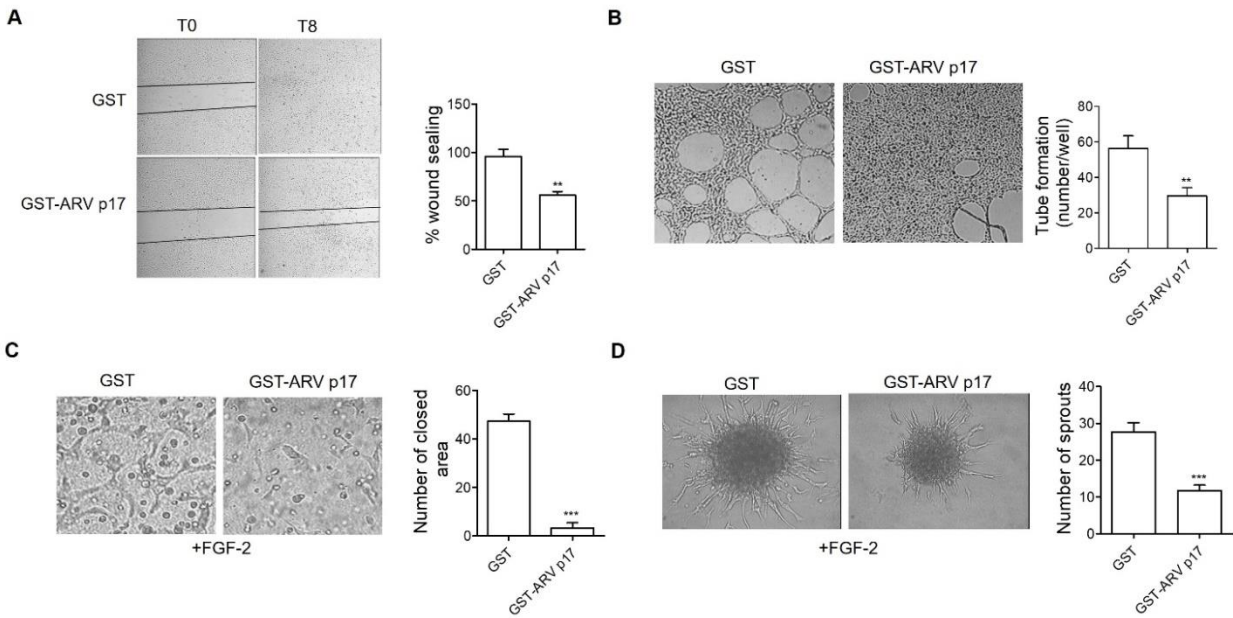 A
T0
T8
GST
GST-ARV p17
% wound sealing
150
100
50
0
**
GST
GST-ARV p17
B
GST
GST-ARV p17
Tube formation
(number/well)
80
60
40
20
0
**
GST
GST-ARV p17
C
GST
GST-ARV p17
+FGF-2
Number of closed
area
60
40
20
0
***
GST
GST-ARV p17
D
GST
GST-ARV p17
+FGF-2
Number of sprouts
40
30
20
10
0
***
GST
GST-ARV p17